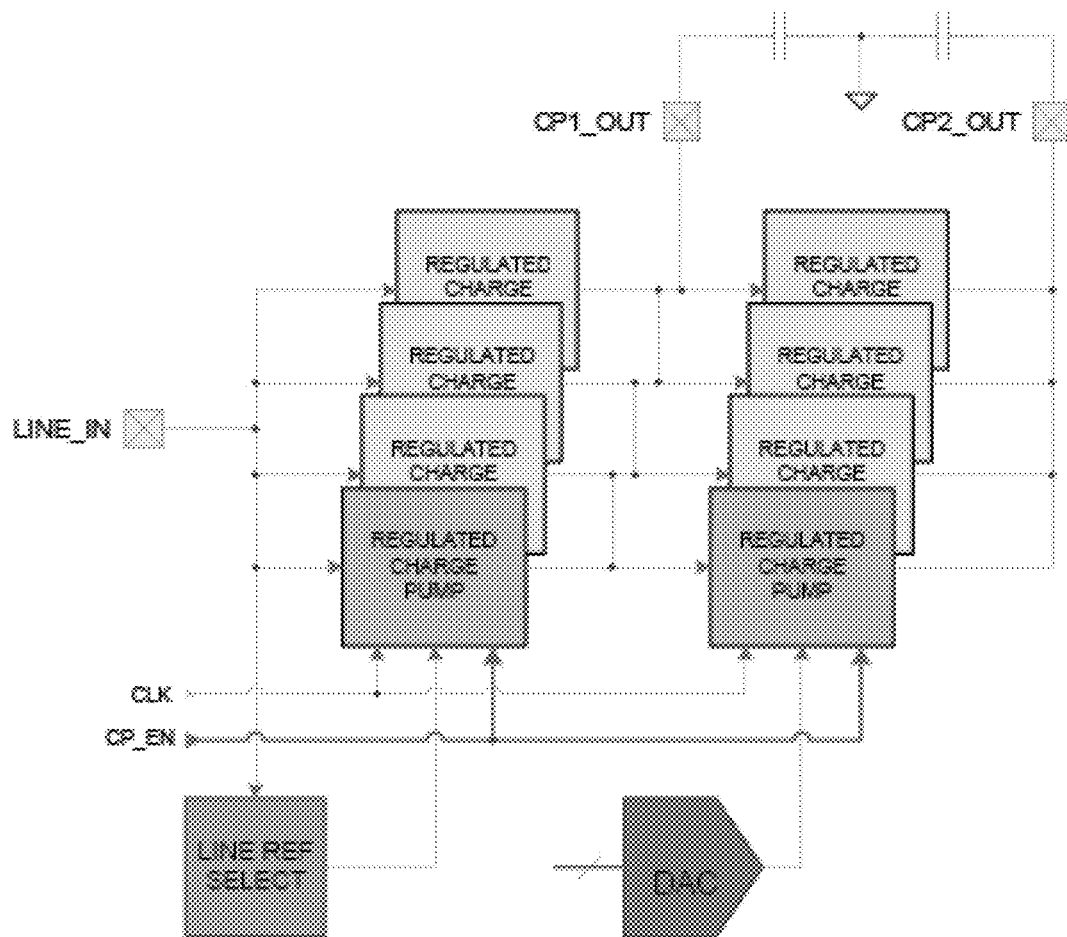 CP1_OUT
CP2_OUT
REGULATED
CHARGE
REGULATED
CHARGE
REGULATED
CHARGE
REGULATED
CHARGE
LINE_IN
REGULATED
CHARGE
REGULATED
CHARGE
REGULATED
CHARGE
PUMP
REGULATED
CHARGE
PUMP
CLK
CP_EN
LINE REF
SELECT
DAC